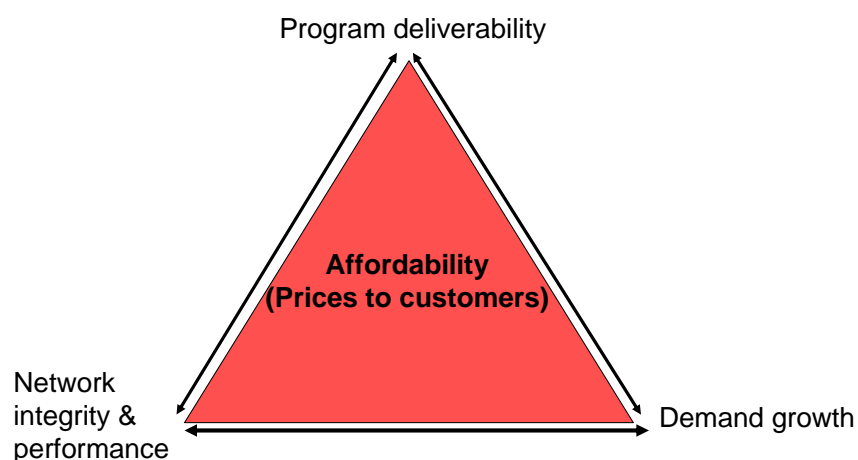 Program deliverability
Affordability
(Prices to customers)
Network
integrity &
performance
Demand growth